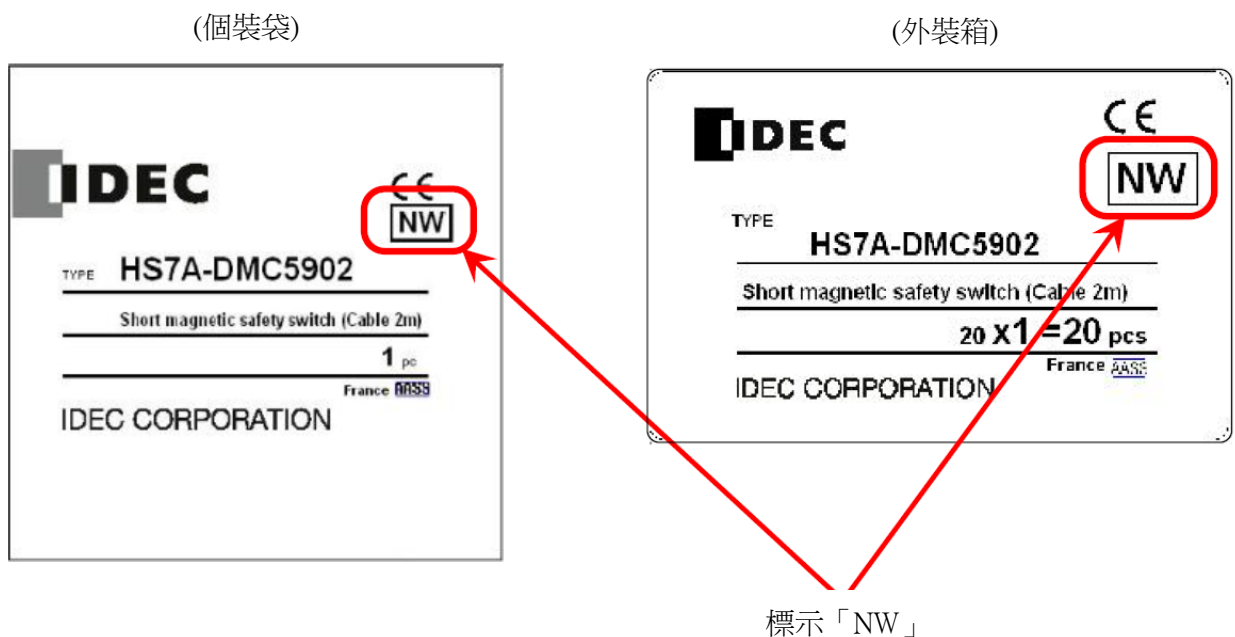 (個裝袋)
IDEC
CE
NW
TYPE HS7A-DMC5902
Short magnetic safety switch (Cable 2m)
1 pc
France AASS
IDEC CORPORATION
(外裝箱)
IDEC
CE
NW
TYPE
HS7A-DMC5902
Short magnetic safety switch (Cable 2m)
20 X1 =20 pcs
France AASS
IDEC CORPORATION
標示「NW」